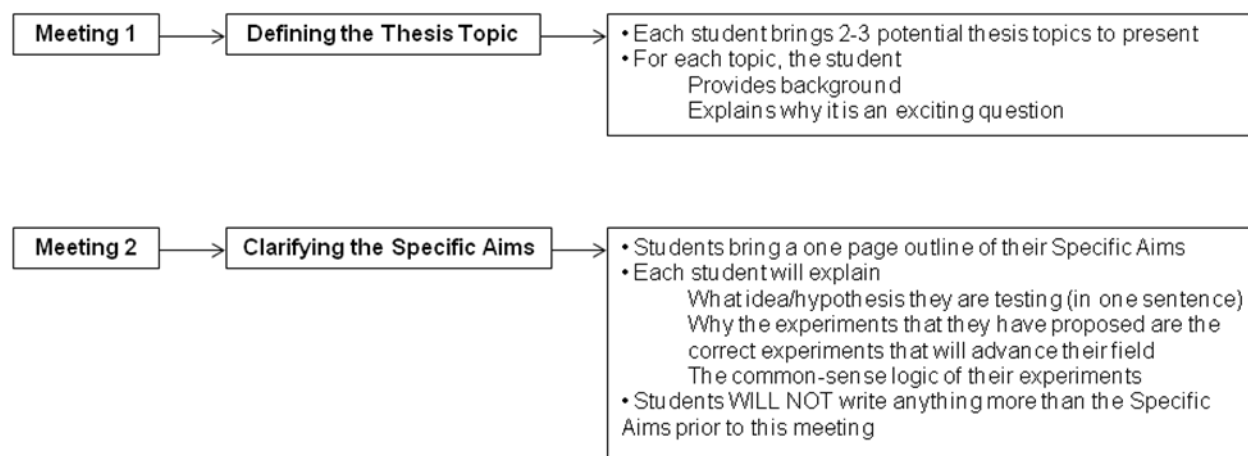 Meeting 1
Defining the Thesis Topic
• Each student brings 2-3 potential thesis topics to present
• For each topic, the student
Provides background
Explains why it is an exciting question
Meeting 2
Clarifying the Specific Aims
• Students bring a one page outline of their Specific Aims
• Each student will explain
What idea/hypothesis they are testing (in one sentence)
Why the experiments that they have proposed are the
correct experiments that will advance their field
The common-sense logic of their experiments
• Students WILL NOT write anything more than the Specific
Aims prior to this meeting